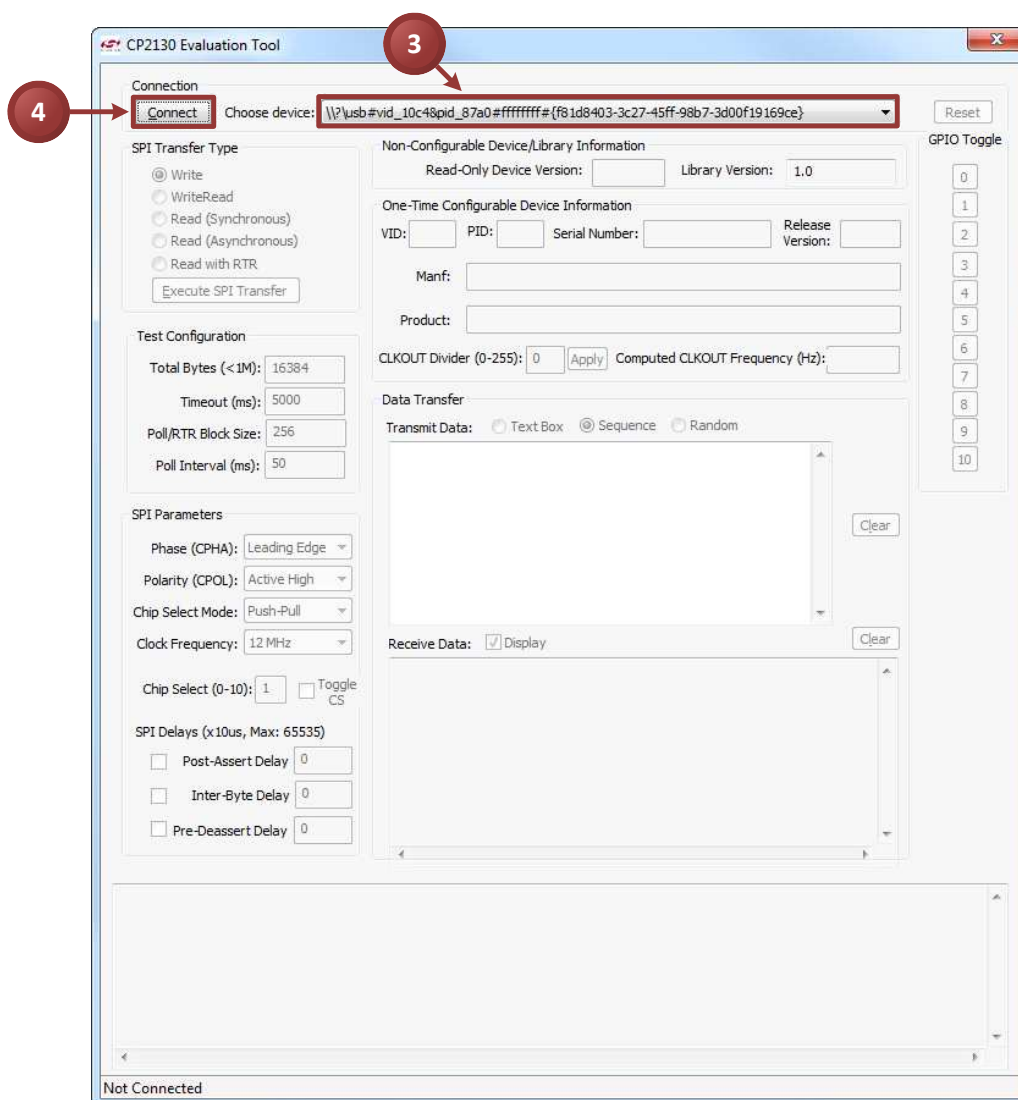 CP2130 Evaluation Tool
x
3
4
Connection
Connect Choose device: \\?\usb#vid_10c4&pid_87a0#ffffffff#{f81d8403-3c27-45ff-98b7-3d00f19169ce} Reset
SPI Transfer Type
Write
WriteRead
Read (Synchronous)
Read (Asynchronous)
Read with RTR
Execute SPI Transfer
Non-Configurable Device/Library Information
Read-Only Device Version: Library Version: 1.0
One-Time Configurable Device Information
VID: PID: Serial Number: Release
Version:
Manf:
Product:
CLKOUT Divider (0-255): 0 Apply Computed CLKOUT Frequency (Hz):
GPIO Toggle
0
1
2
3
4
5
6
7
8
9
10
Test Configuration
Total Bytes (<1M): 16384
Timeout (ms): 5000
Poll/RTR Block Size: 256
Poll Interval (ms): 50
Data Transfer
Transmit Data: Text Box Sequence Random
Clear
Receive Data: Display Clear
SPI Parameters
Phase (CPHA): Leading Edge
Polarity (CPOL): Active High
Chip Select Mode: Push-Pull
Clock Frequency: 12 MHz
Chip Select (0-10): 1 Toggle
CS
SPI Delays (x10us, Max: 65535)
Post-Assert Delay 0
Inter-Byte Delay 0
Pre-Deassert Delay 0
Not Connected